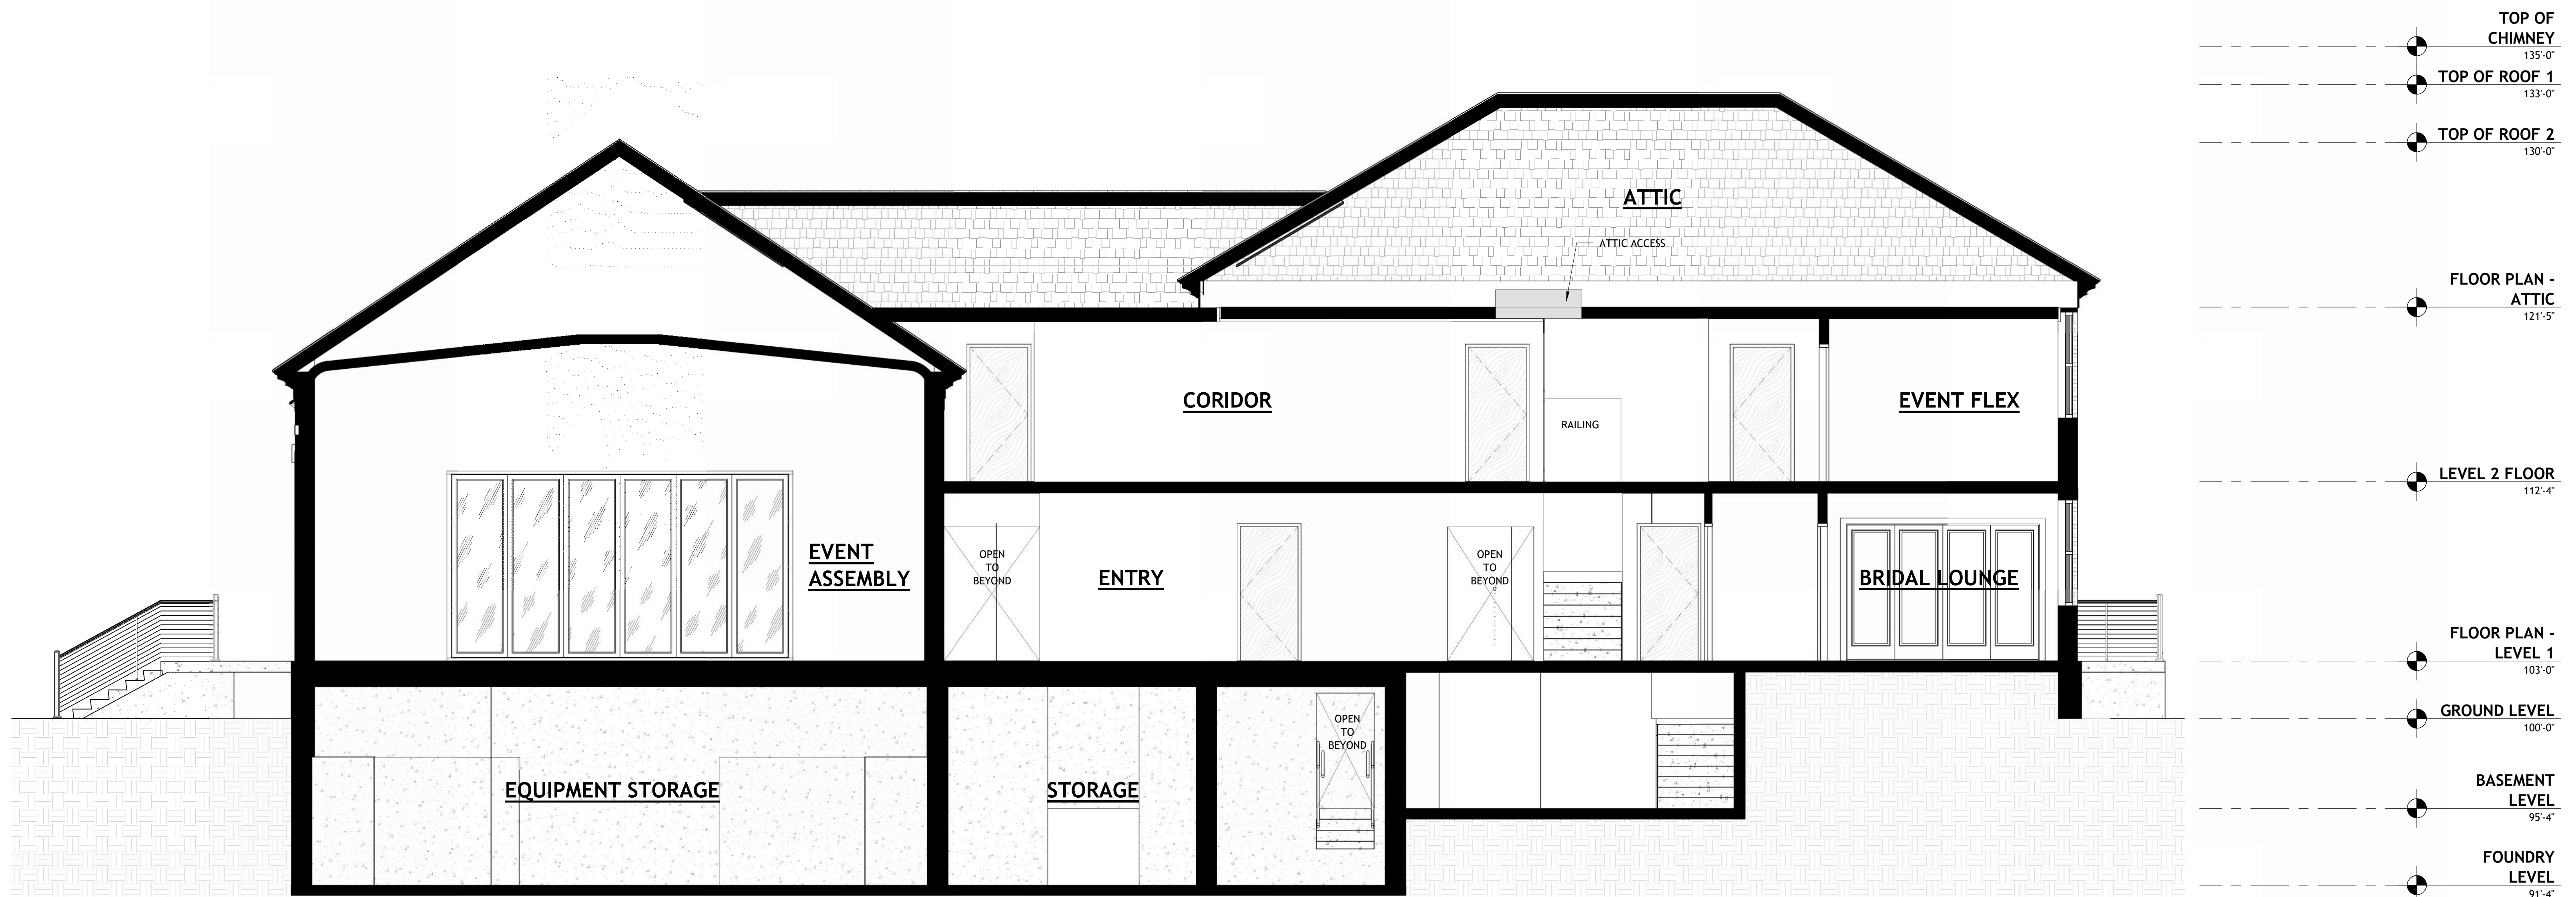 TOP OF
CHIMNEY
135'-0"
TOP OF ROOF 1
133'-0"
TOP OF ROOF 2
130'-0"
ATTIC
ATTIC ACCESS
FLOOR PLAN -
ATTIC
121'-5"
CORIDOR
EVENT FLEX
RAILING
LEVEL 2 FLOOR
112'-4"
EVENT
ASSEMBLY
OPEN
TO
BEYOND
ENTRY
OPEN
TO
BEYOND
BRIDAL LOUNGE
FLOOR PLAN -
LEVEL 1
103'-0"
GROUND LEVEL
100'-0"
OPEN
TO
BEYOND
EQUIPMENT STORAGE
STORAGE
BASEMENT
LEVEL
95'-4"
FOUNDRY
LEVEL
91'-4"